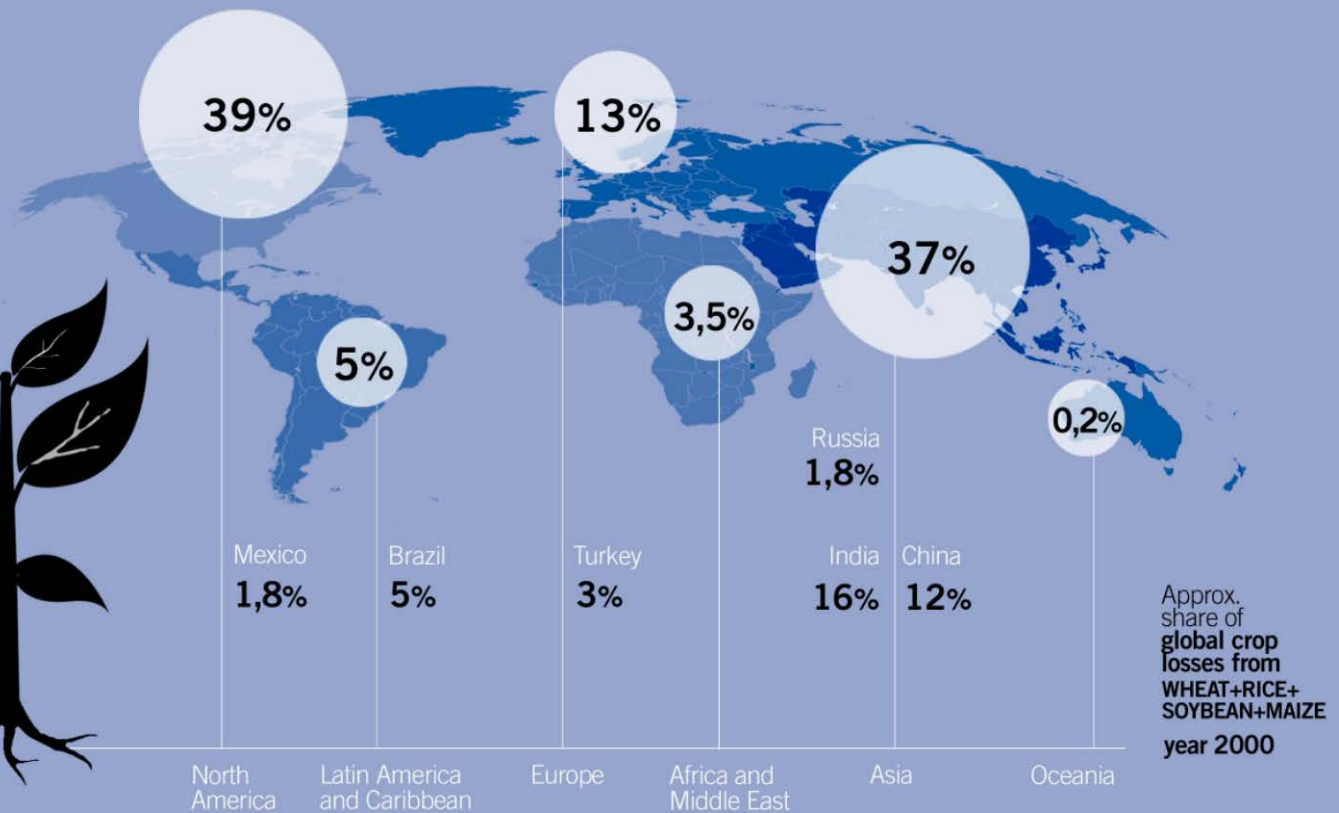 39%
13%
37%
3,5%
5%
0,2%
Russia
1,8%
Mexico
1,8%
Brazil
5%
Turkey
3%
India
16%
China
12%
Approx.
share of
global crop
losses from
WHEAT+RICE+
SOYBEAN+MAIZE
year 2000
North
America
Latin America
and Caribbean
Europe
Africa and
Middle East
Asia
Oceania